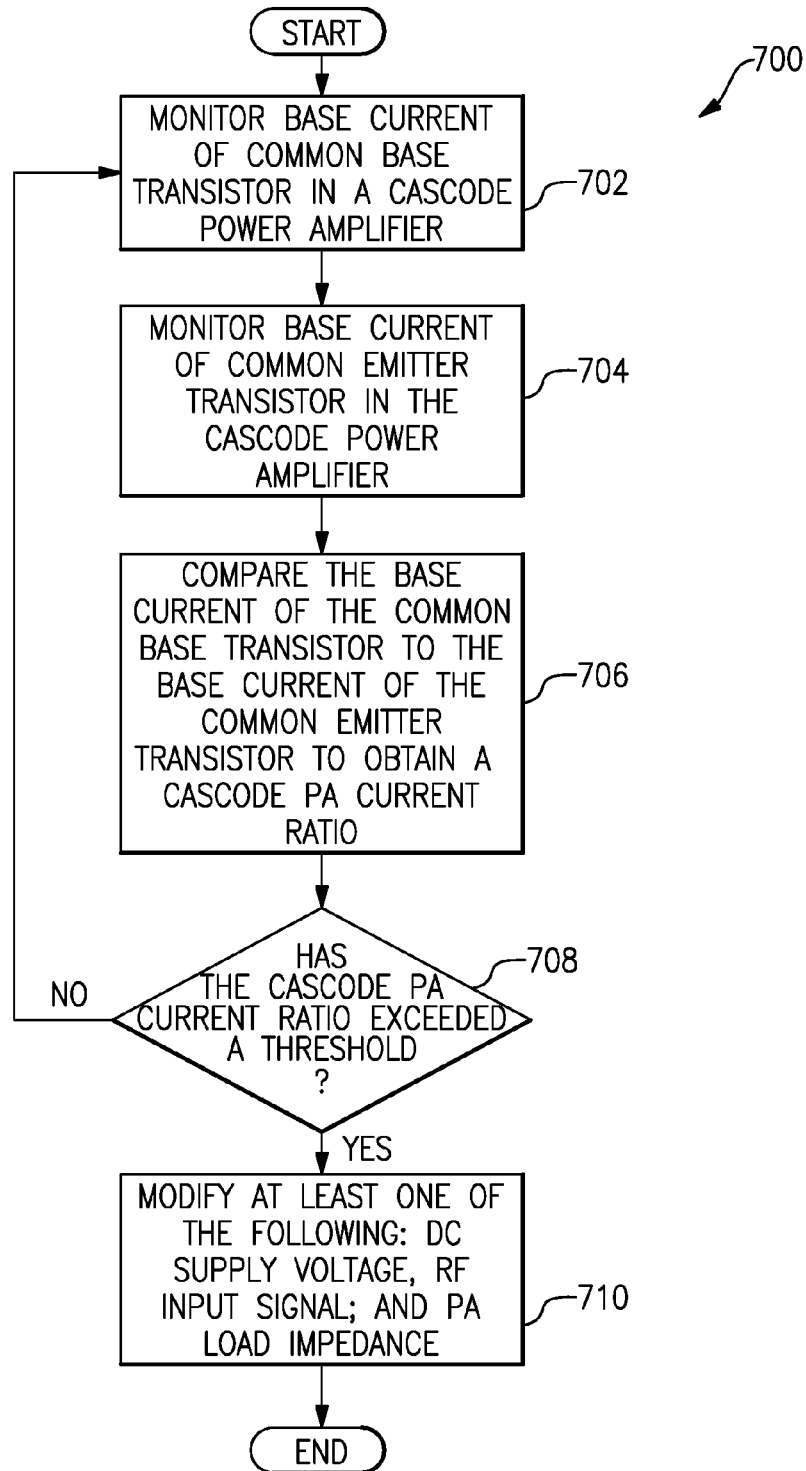 START
700
MONITOR BASE CURRENT
OF COMMON BASE
TRANSISTOR IN A CASCODE
POWER AMPLIFIER
702
MONITOR BASE CURRENT
OF COMMON EMITTER
TRANSISTOR IN THE
CASCODE POWER
AMPLIFIER
704
COMPARE THE BASE
CURRENT OF THE COMMON
BASE TRANSISTOR TO THE
BASE CURRENT OF THE
COMMON EMITTER
TRANSISTOR TO OBTAIN A
CASCODE PA CURRENT
RATIO
706
HAS
THE CASCODE PA
CURRENT RATIO EXCEEDED
A THRESHOLD
?
708
NO
YES
MODIFY AT LEAST ONE OF
THE FOLLOWING: DC
SUPPLY VOLTAGE, RF
INPUT SIGNAL; AND PA
LOAD IMPEDANCE
710
END